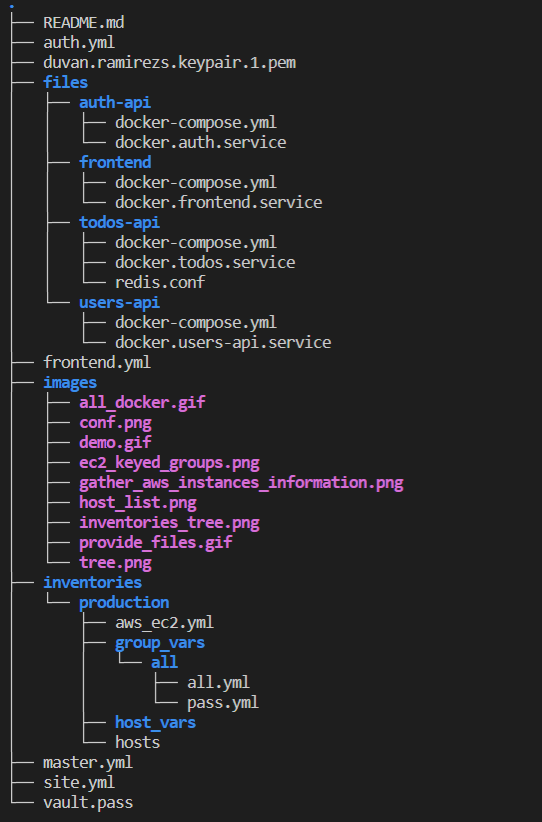 .
├── README.md
├── auth.yml
├── duvan.ramirezs.keypair.1.pem
├── files
│   ├── auth-api
│   │   ├── docker-compose.yml
│   │   └── docker.auth.service
│   ├── frontend
│   │   ├── docker-compose.yml
│   │   └── docker.frontend.service
│   ├── todos-api
│   │   ├── docker-compose.yml
│   │   ├── docker.todos.service
│   │   └── redis.conf
│   └── users-api
│       ├── docker-compose.yml
│       └── docker.users-api.service
├── frontend.yml
├── images
│   ├── all_docker.gif
│   ├── conf.png
│   ├── demo.gif
│   ├── ec2_keyed_groups.png
│   ├── gather_aws_instances_information.png
│   ├── host_list.png
│   ├── inventories_tree.png
│   ├── provide_files.gif
│   └── tree.png
├── inventories
│   └── production
│       ├── aws_ec2.yml
│       ├── group_vars
│       │   └── all
│       │       ├── all.yml
│       │       └── pass.yml
│       ├── host_vars
│       └── hosts
├── master.yml
├── site.yml
└── vault.pass